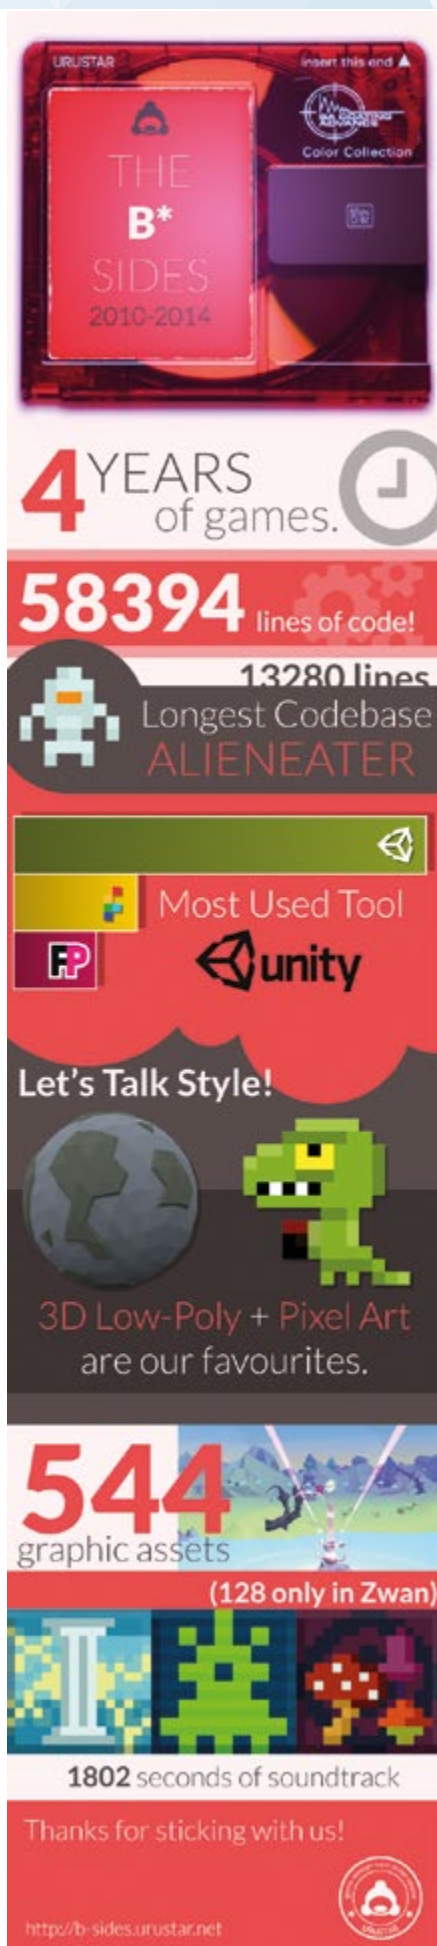 URUSTAR
insert this end
Color Collection
THE
B*
SIDES
2010-2014
4 YEARS
of games.
58394 lines of code!
13280 lines
Longest Codebase
ALIENEATER
Most Used Tool
FP
unity
Let's Talk Style!
3D Low-Poly + Pixel Art
are our favourites.
544
graphic assets
(128 only in Zwan)
1802 seconds of soundtrack
Thanks for sticking with us!
http://b-sides.urustar.net
URUSTAR